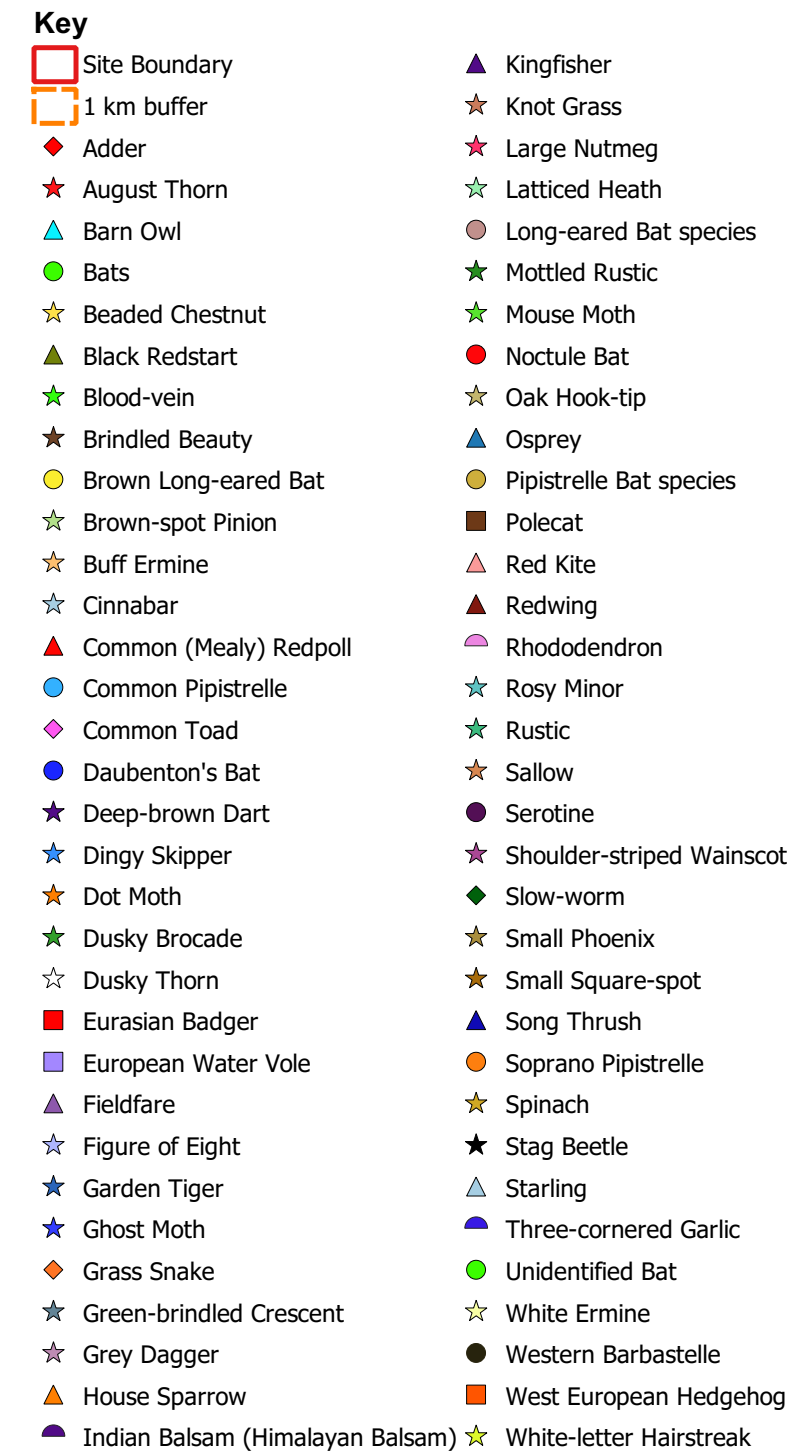 Key
Site Boundary
1 km buffer
Adder
August Thorn
Barn Owl
Bats
Beaded Chestnut
Black Redstart
Blood-vein
Brindled Beauty
Brown Long-eared Bat
Brown-spot Pinion
Buff Ermine
Cinnabar
Common (Mealy) Redpoll
Common Pipistrelle
Common Toad
Daubenton's Bat
Deep-brown Dart
Dingy Skipper
Dot Moth
Dusky Brocade
Dusky Thorn
Eurasian Badger
European Water Vole
Fieldfare
Figure of Eight
Garden Tiger
Ghost Moth
Grass Snake
Green-brindled Crescent
Grey Dagger
House Sparrow
Indian Balsam (Himalayan Balsam)
Kingfisher
Knot Grass
Large Nutmeg
Latticed Heath
Long-eared Bat species
Mottled Rustic
Mouse Moth
Noctule Bat
Oak Hook-tip
Osprey
Pipistrelle Bat species
Polecat
Red Kite
Redwing
Rhododendron
Rosy Minor
Rustic
Sallow
Serotine
Shoulder-striped Wainscot
Slow-worm
Small Phoenix
Small Square-spot
Song Thrush
Soprano Pipistrelle
Spinach
Stag Beetle
Starling
Three-cornered Garlic
Unidentified Bat
White Ermine
Western Barbastelle
West European Hedgehog
White-letter Hairstreak